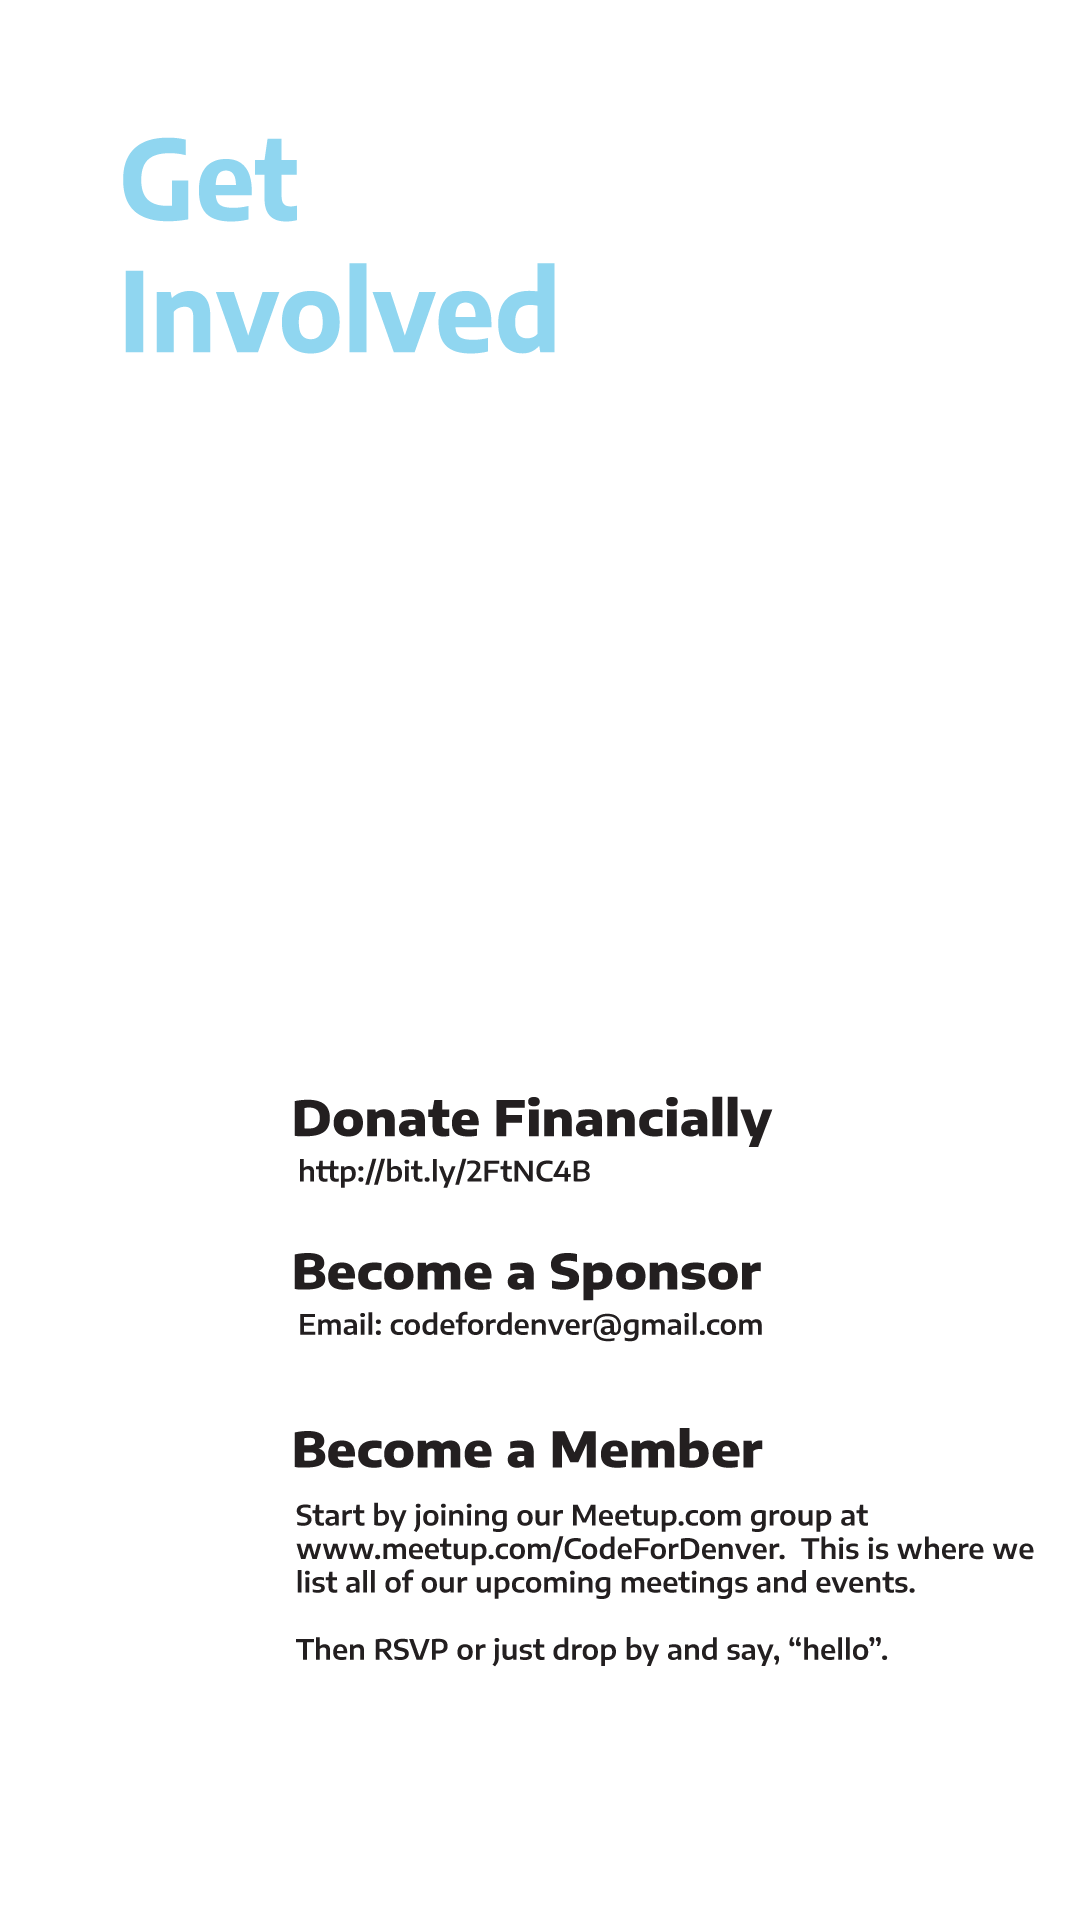 Get
Involved
Donate Financially
http://bit.ly/2FtNC4B
Become a Sponsor
Email: codefordenver@gmail.com
Become a Member
Start by joining our Meetup.com group at
www.meetup.com/CodeForDenver.  This is where we
list all of our upcoming meetings and events.
Then RSVP or just drop by and say, “hello”.